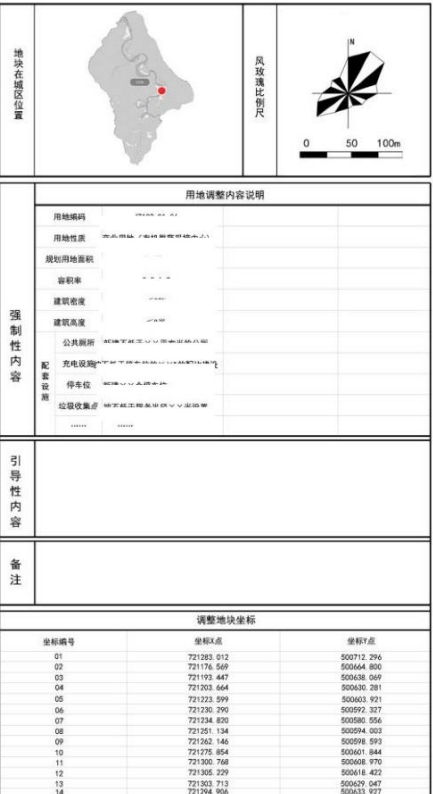 地块在城区位置
风玫瑰比例尺
N
0 50 100m
强制性内容
用地调整内容说明
用地编码
用地性质
规划用地面积
容积率
建筑密度
建筑高度
配套设施
公共厕所
充电设施
停车位
垃圾收集点
...... ......
引导性内容
备注
调整地块坐标
坐标编号 坐标X点 坐标Y点
01 721283.012 500712.296
02 721176.569 500664.800
03 721193.447 500638.069
04 721203.664 500630.281
05 721223.599 500603.921
06 721230.290 500592.327
07 721234.820 500580.556
08 721251.134 500594.003
09 721262.146 500598.593
10 721275.854 500601.844
11 721300.768 500608.970
12 721305.229 500618.422
13 721303.713 500629.047
14 721294.906 500633.927